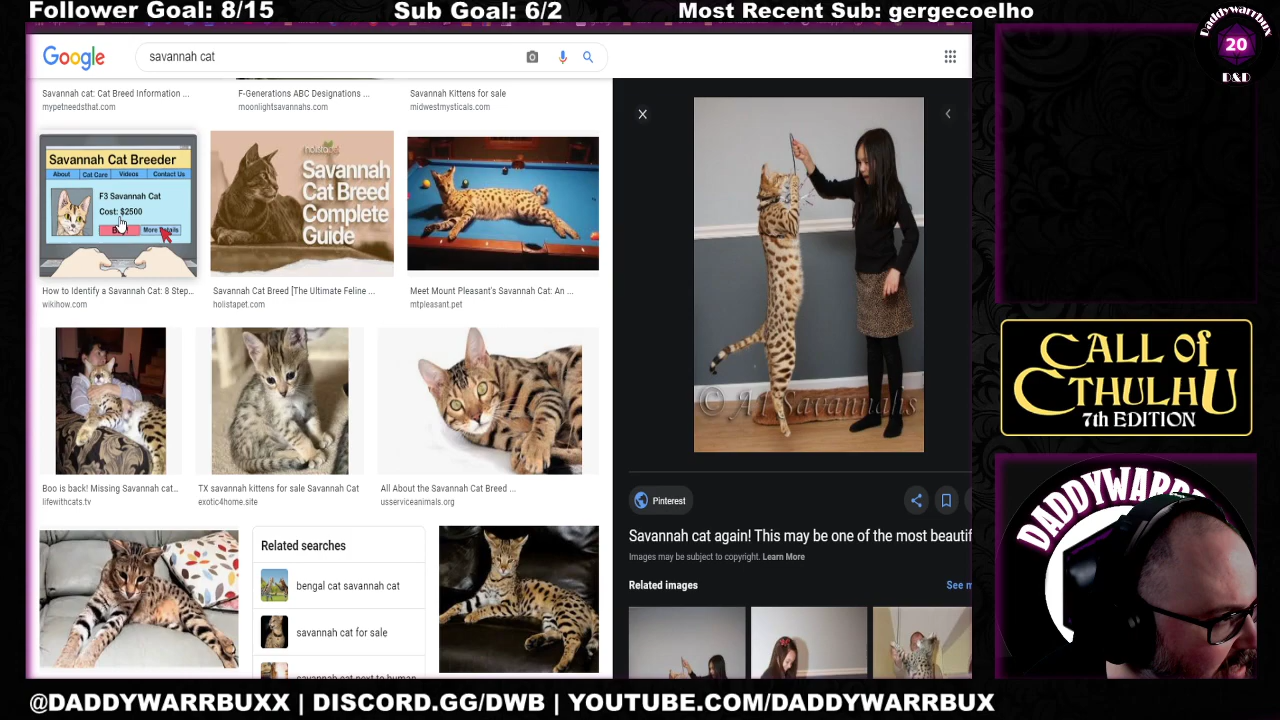 Follower Goal: 8/15
Sub Goal: 6/2
Most Recent Sub: gergecoelho
Google
savannah cat
Savannah cat: Cat Breed Information ...
mypetneedsthat.com
F-Generations ABC Designations ...
moonlightsavannahs.com
Savannah Kittens for sale
midwestmysticals.com
Savannah Cat Breeder
About
Cat Care
Videos
Contact Us
F3 Savannah Cat
Cost: $2500
holistapet
Savannah
Cat Breed
Complete
Guide
How to Identify a Savannah Cat: 8 Step...
wikihow.com
Savannah Cat Breed [The Ultimate Feline ...
holistapet.com
Meet Mount Pleasant's Savannah Cat: An ...
mtpleasant.pet
Boo is back! Missing Savannah cat...
lifewithcats.tv
TX savannah kittens for sale Savannah Cat
exotic4home.site
All About the Savannah Cat Breed ...
usserviceanimals.org
Related searches
bengal cat savannah cat
savannah cat for sale
© A1 Savannahs
Pinterest
Savannah cat again! This may be one of the most beautif
Images may be subject to copyright. Learn More
Related images
See m
Daddywarrbux
20
D&D
CALL of
CTHULHU
7th EDITION
DADDYWARR
@DADDYWARRBUXX | DISCORD.GG/DWB | YOUTUBE.COM/DADDYWARRBUX